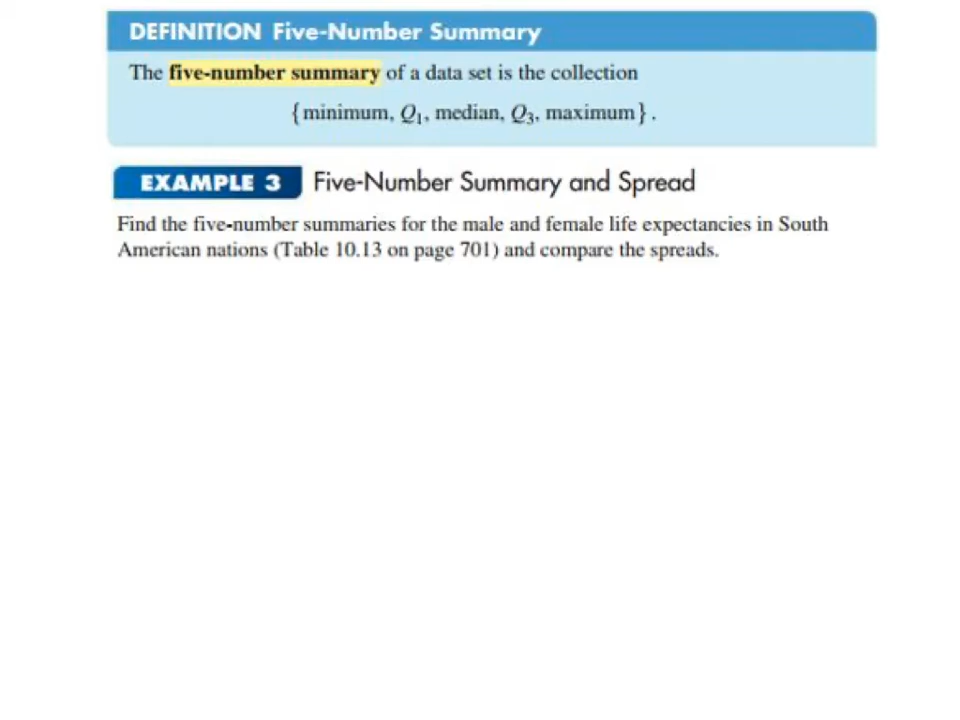 DEFINITION Five-Number Summary
The five-number summary of a data set is the collection
{minimum, Q₁, median, Q₃, maximum}.
EXAMPLE 3 Five-Number Summary and Spread
Find the five-number summaries for the male and female life expectancies in South
American nations (Table 10.13 on page 701) and compare the spreads.